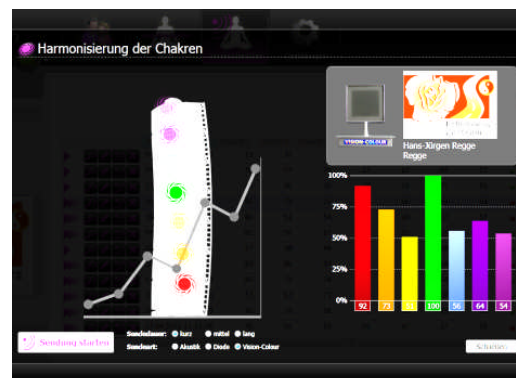 Harmonisierung der Chakren
VISION-COLOUR
Hans-Jürgen Regge
Regge
100%
75%
50%
25%
0%
92 73 51 100 56 64 54
Sendung starten
Sendedauer: kurz mittel lang
Sendeart: Akustik Diode Vision-Colour